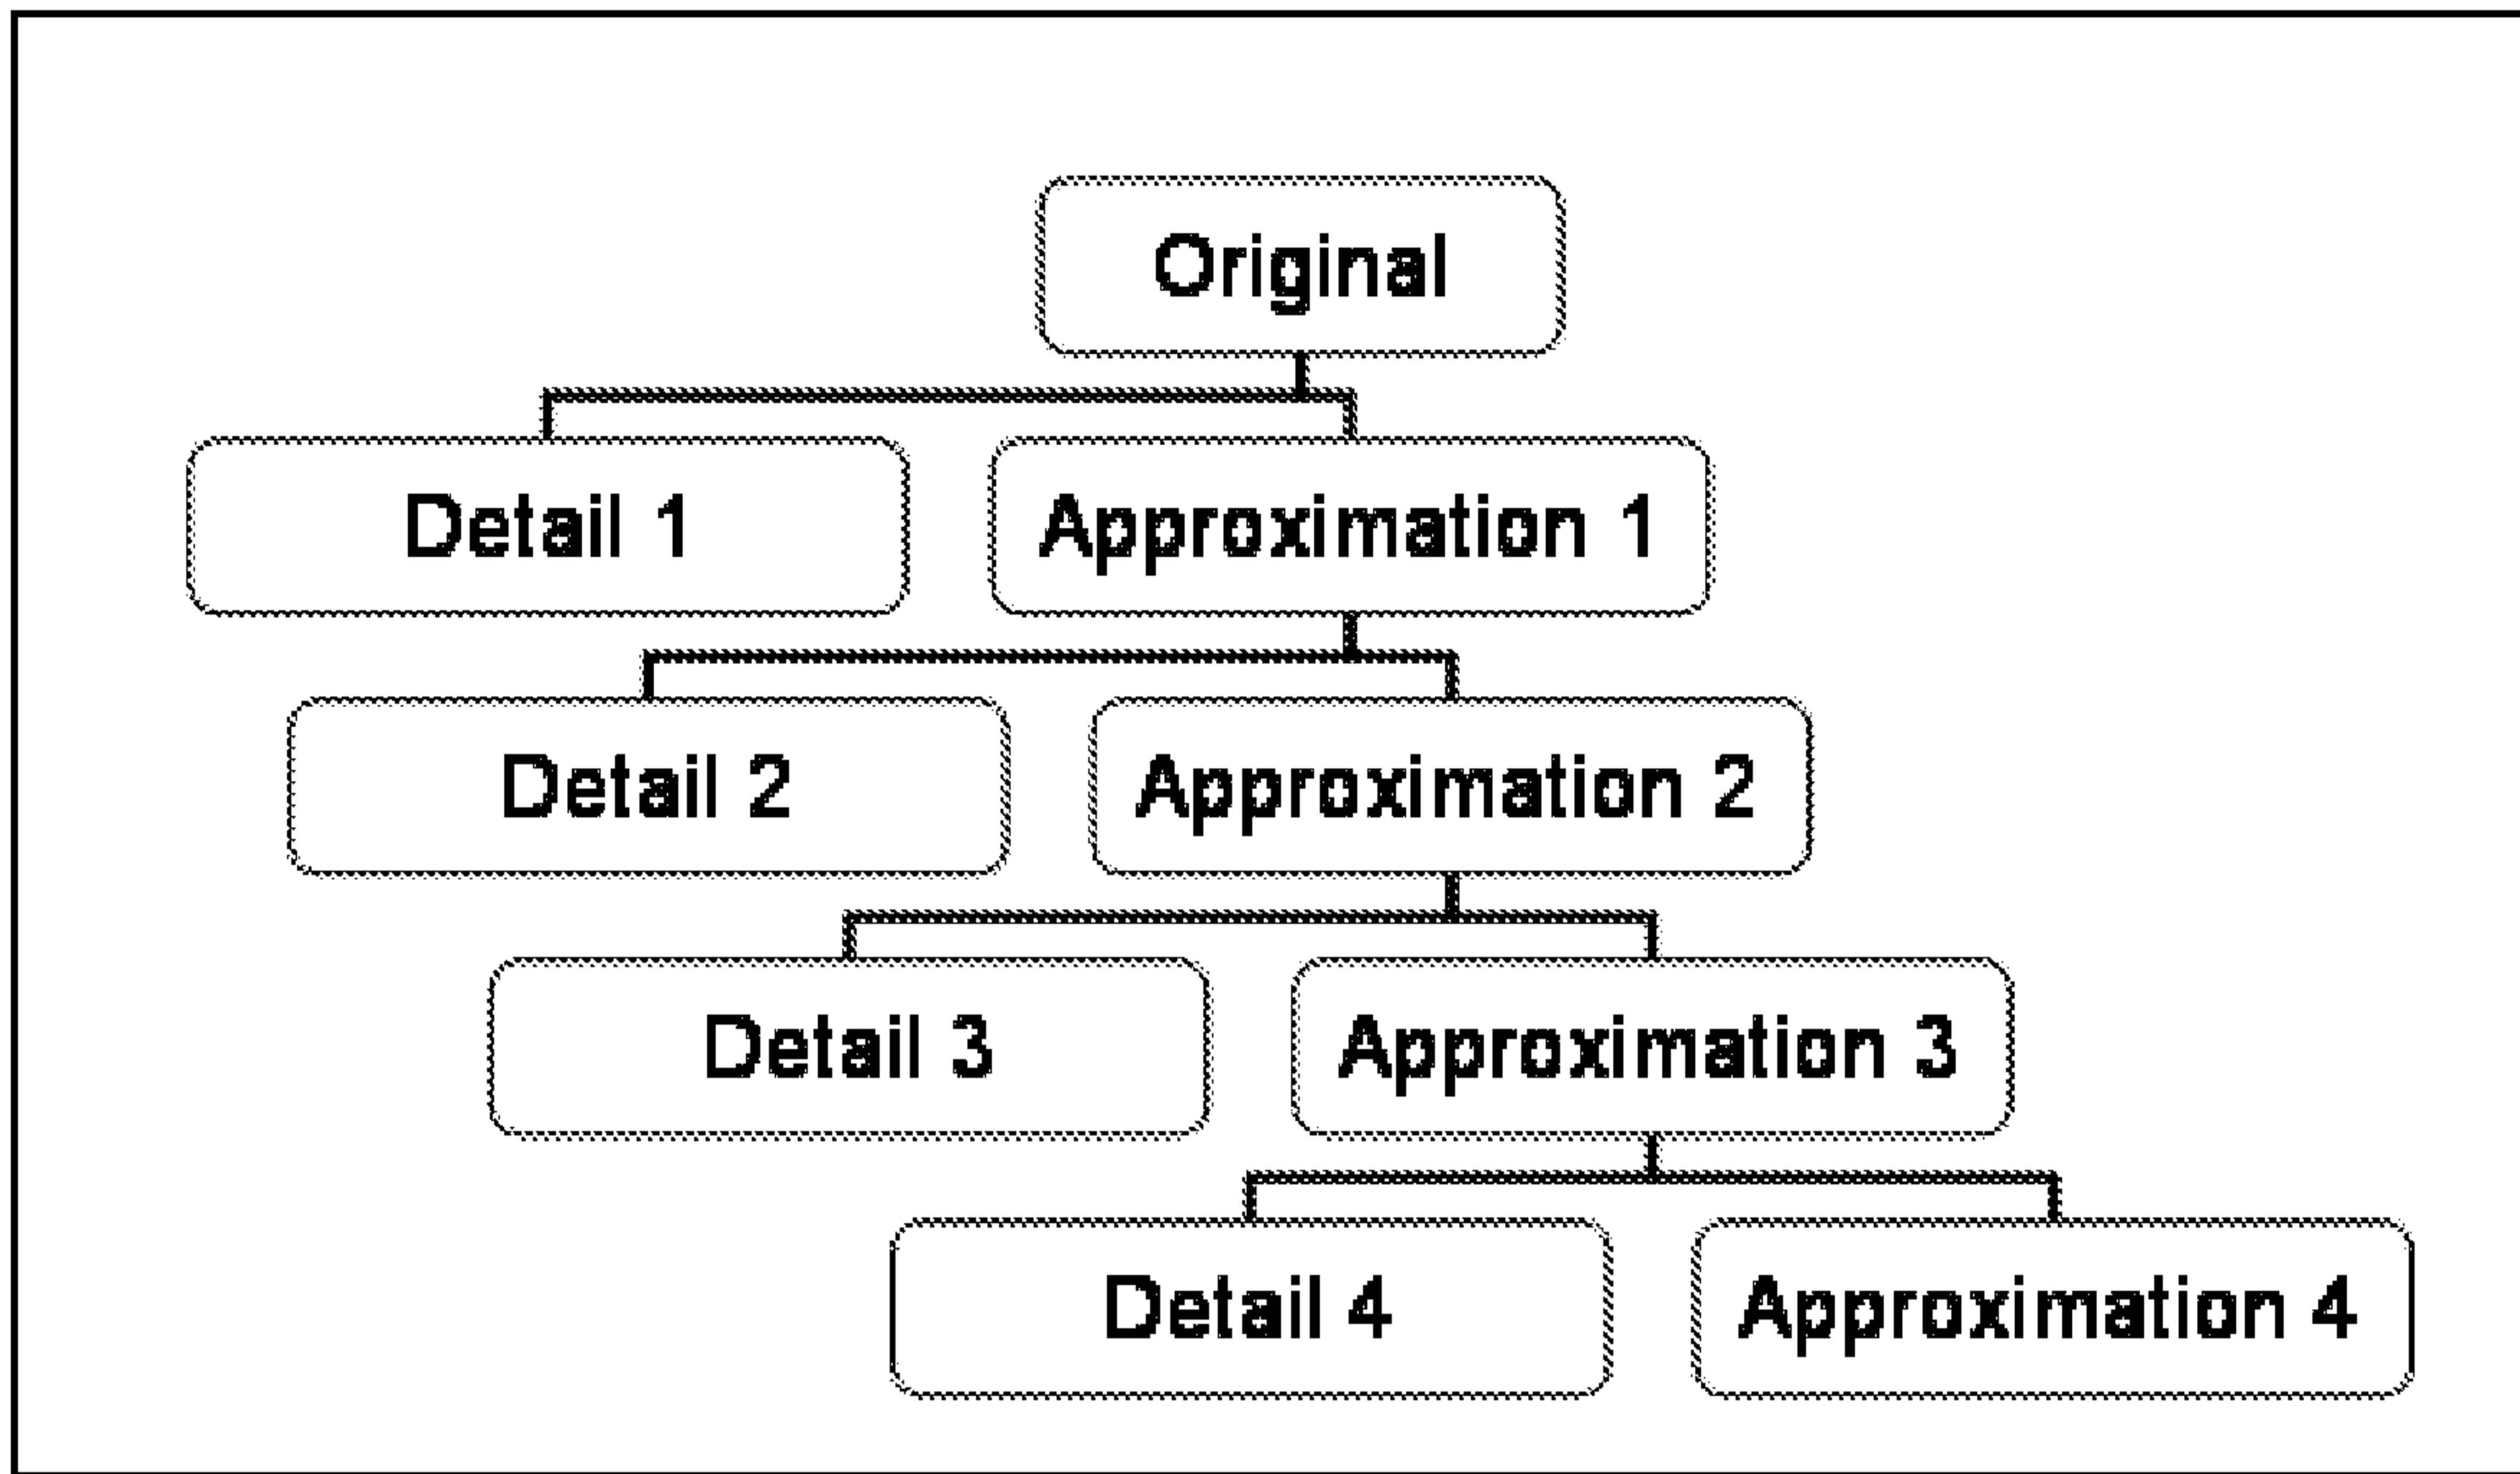 Original
Detail 1
Approximation 1
Detail 2
Approximation 2
Detail 3
Approximation 3
Detail 4
Approximation 4